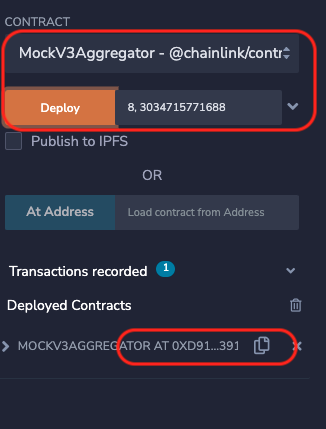 CONTRACT
MockV3Aggregator - @chainlink/contr
Deploy 8, 3034715771688
Publish to IPFS
OR
At Address Load contract from Address
Transactions recorded 1
Deployed Contracts
MOCKV3AGGREGATOR AT 0XD91...391